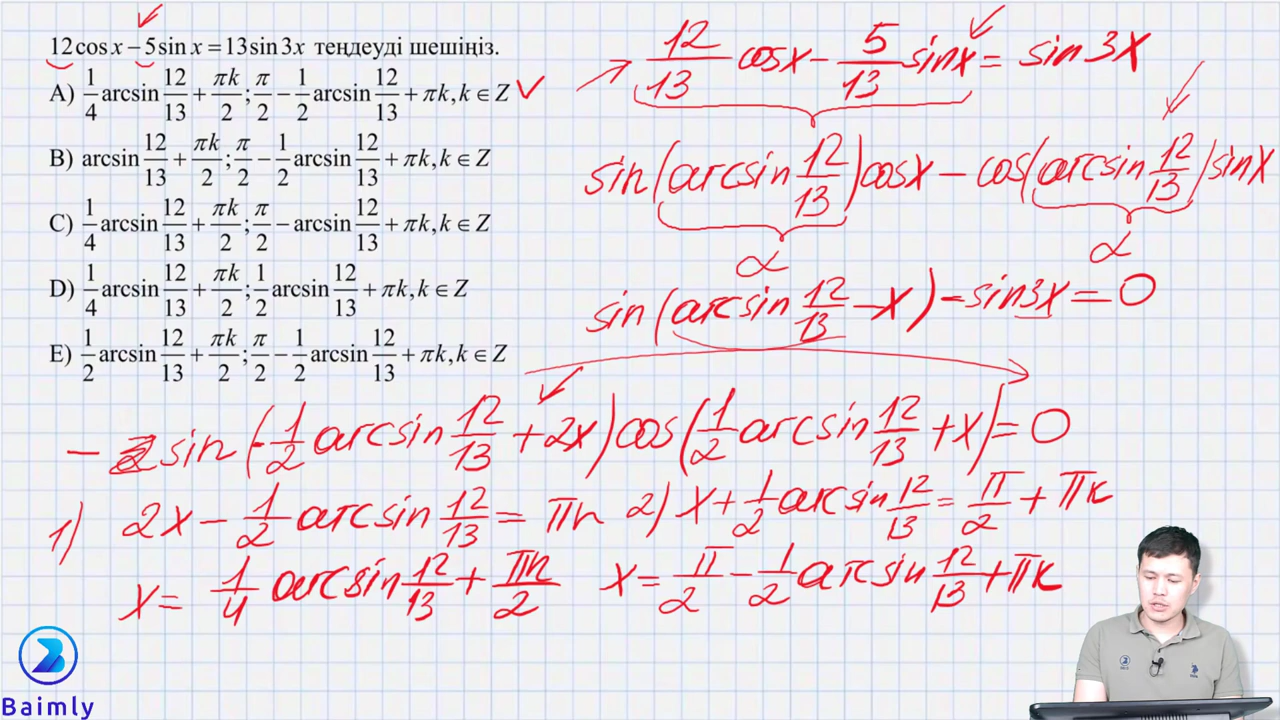 12cosx − 5sinx = 13sin3x теңдеуді шешіңіз.
A) 1/4 arcsin 12/13 + πk/2; π/2 − 1/2 arcsin 12/13 + πk, k ∈ Z
B) arcsin 12/13 + πk/2; π/2 − 1/2 arcsin 12/13 + πk, k ∈ Z
C) 1/4 arcsin 12/13 + πk/2; π/2 − arcsin 12/13 + πk, k ∈ Z
D) 1/4 arcsin 12/13 + πk/2; 1/2 arcsin 12/13 + πk, k ∈ Z
E) 1/2 arcsin 12/13 + πk/2; π/2 − 1/2 arcsin 12/13 + πk, k ∈ Z
12/13 cosx − 5/13 sinx = sin3x
sin(arcsin 12/13)cosx − cos(arcsin 12/13)sinx
α α
sin(arcsin 12/13 − x) − sin3x = 0
− 2sin(−1/2 arcsin 12/13 + 2x)cos(1/2 arcsin 12/13 + x) = 0
1) 2x − 1/2 arcsin 12/13 = πn
x = 1/4 arcsin 12/13 + πn/2
2) x + 1/2 arcsin 12/13 = π/2 + πk
x = π/2 − 1/2 arcsin 12/13 + πk
Baimly